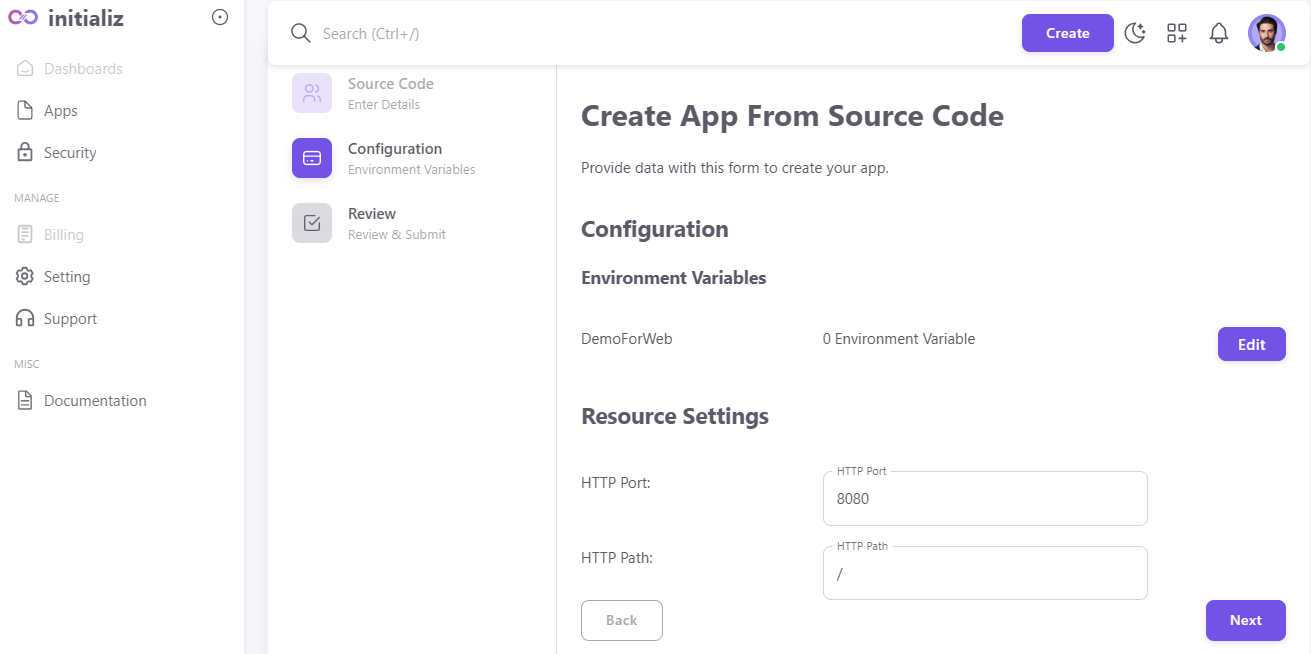 initializ
Dashboards
Apps
Security
MANAGE
Billing
Setting
Support
MISC
Documentation
Search (Ctrl+/)
Create
Source Code
Enter Details
Configuration
Environment Variables
Review
Review & Submit
Create App From Source Code
Provide data with this form to create your app.
Configuration
Environment Variables
DemoForWeb 0 Environment Variable Edit
Resource Settings
HTTP Port
HTTP Port: 8080
HTTP Path
HTTP Path: /
Back Next